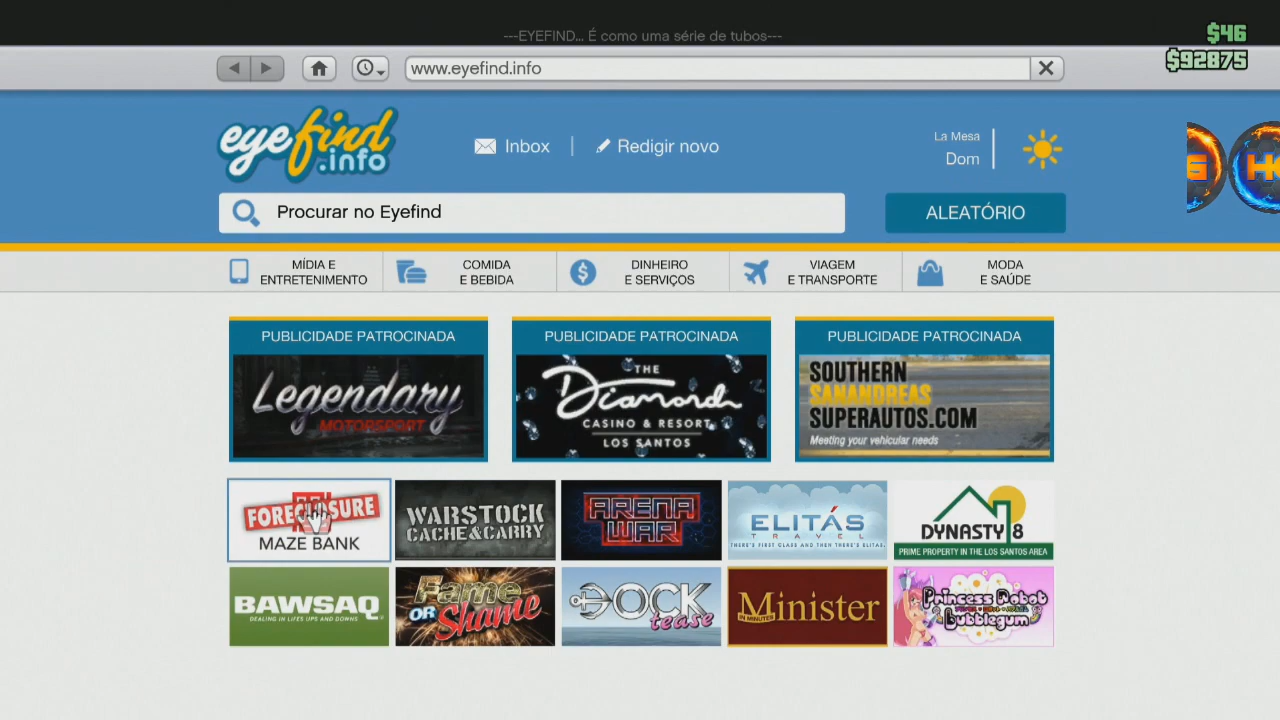 ---EYEFIND... É como uma série de tubos---
$46
$92875
www.eyefind.info
eyefind
.info
Inbox
Redigir novo
La Mesa
Dom
Procurar no Eyefind
ALEATÓRIO
MÍDIA E
ENTRETENIMENTO
COMIDA
E BEBIDA
DINHEIRO
E SERVIÇOS
VIAGEM
E TRANSPORTE
MODA
E SAÚDE
PUBLICIDADE PATROCINADA
Legendary
MOTORSPORT
PUBLICIDADE PATROCINADA
THE
Diamond
CASINO & RESORT
LOS SANTOS
PUBLICIDADE PATROCINADA
SOUTHERN
SANANDREAS
SUPERAUTOS.COM
Meeting your vehicular needs
FORECLOSURE
MAZE BANK
WARSTOCK
CACHE&CARRY
ARENA
WAR
ELITÁS
TRAVEL
THERE'S FIRST CLASS AND THEN THERE'S ELITAS.
DYNASTY 8
PRIME PROPERTY IN THE LOS SANTOS AREA
BAWSAQ
DEALING IN LIFES UPS AND DOWNS
Fame
OR Shame
DOCK
tease
Minister
IN MINUTES
Princess Robot
Bubblegum